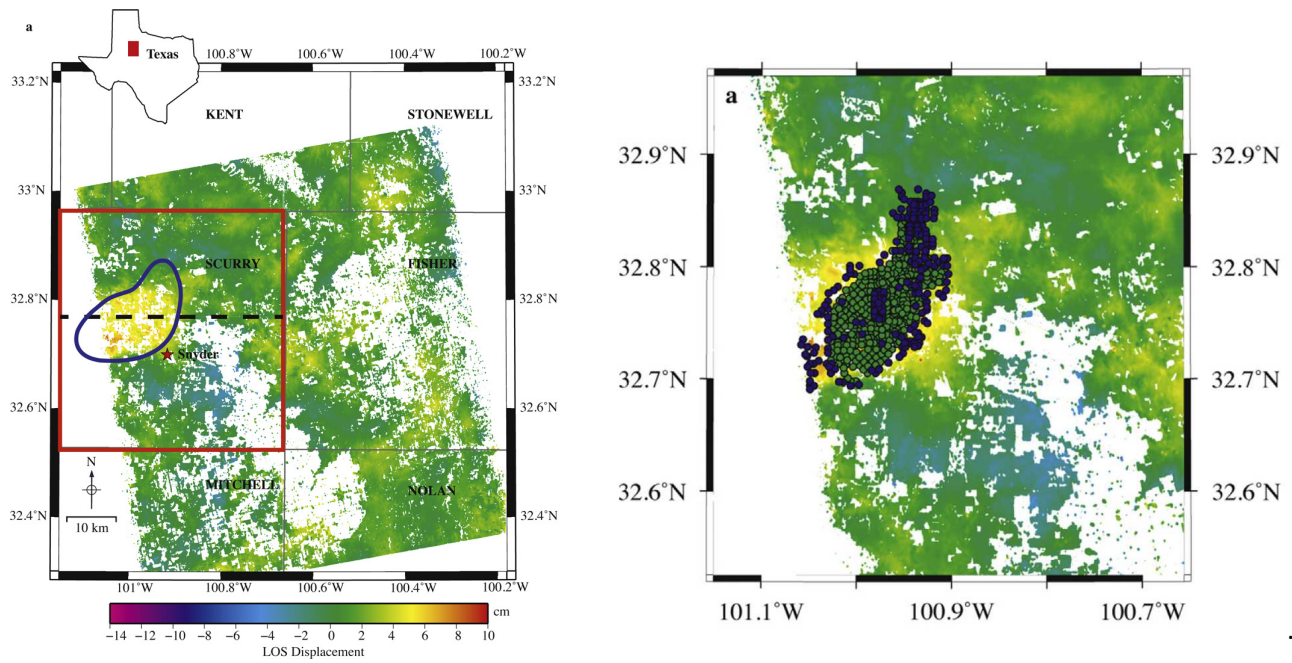 a
Texas
100.8°W 100.6°W 100.4°W 100.2°W
33.2°N 33.2°N
KENT STONEWELL
33°N 33°N
SCURRY FISHER
32.8°N 32.8°N
Snyder
32.6°N 32.6°N
N
MITCHELL NOLAN
32.4°N 32.4°N
10 km
101°W 100.8°W 100.6°W 100.4°W 100.2°W
cm
−14 −12 −10 −8 −6 −4 −2 0 2 4 6 8 10
LOS Displacement
a
32.9°N 32.9°N
32.8°N 32.8°N
32.7°N 32.7°N
32.6°N 32.6°N
101.1°W 100.9°W 100.7°W
.